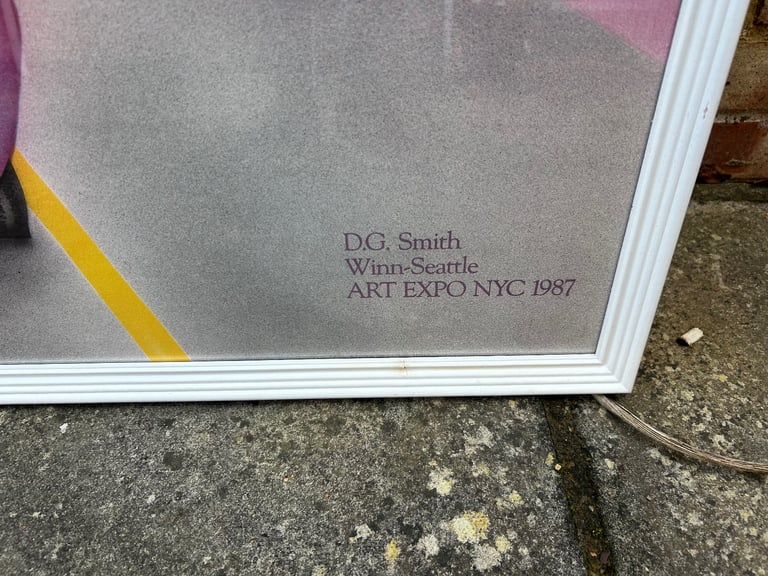 D.G. Smith
Winn-Seattle
ART EXPO NYC 1987